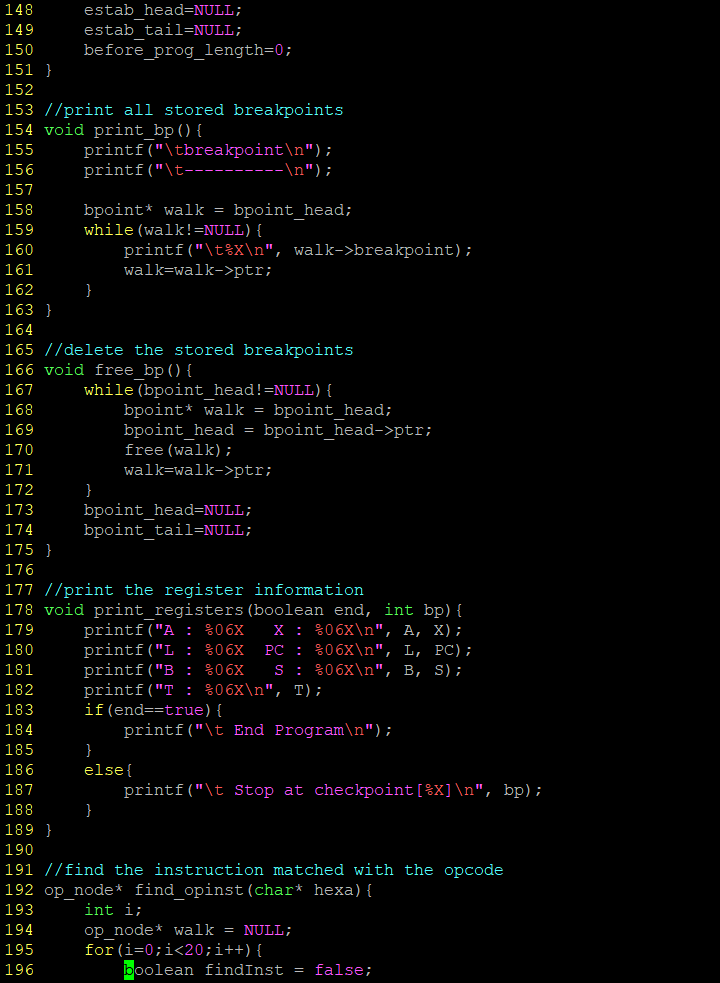 148     estab_head=NULL;
149     estab_tail=NULL;
150     before_prog_length=0;
151 }
152
153 //print all stored breakpoints
154 void print_bp(){
155     printf("\tbreakpoint\n");
156     printf("\t----------\n");
157
158     bpoint* walk = bpoint_head;
159     while(walk!=NULL){
160         printf("\t%X\n", walk->breakpoint);
161         walk=walk->ptr;
162     }
163 }
164
165 //delete the stored breakpoints
166 void free_bp(){
167     while(bpoint_head!=NULL){
168         bpoint* walk = bpoint_head;
169         bpoint_head = bpoint_head->ptr;
170         free(walk);
171         walk=walk->ptr;
172     }
173     bpoint_head=NULL;
174     bpoint_tail=NULL;
175 }
176
177 //print the register information
178 void print_registers(boolean end, int bp){
179     printf("A : %06X   X : %06X\n", A, X);
180     printf("L : %06X  PC : %06X\n", L, PC);
181     printf("B : %06X   S : %06X\n", B, S);
182     printf("T : %06X\n", T);
183     if(end==true){
184         printf("\t End Program\n");
185     }
186     else{
187         printf("\t Stop at checkpoint[%X]\n", bp);
188     }
189 }
190
191 //find the instruction matched with the opcode
192 op_node* find_opinst(char* hexa){
193     int i;
194     op_node* walk = NULL;
195     for(i=0;i<20;i++){
196         boolean findInst = false;